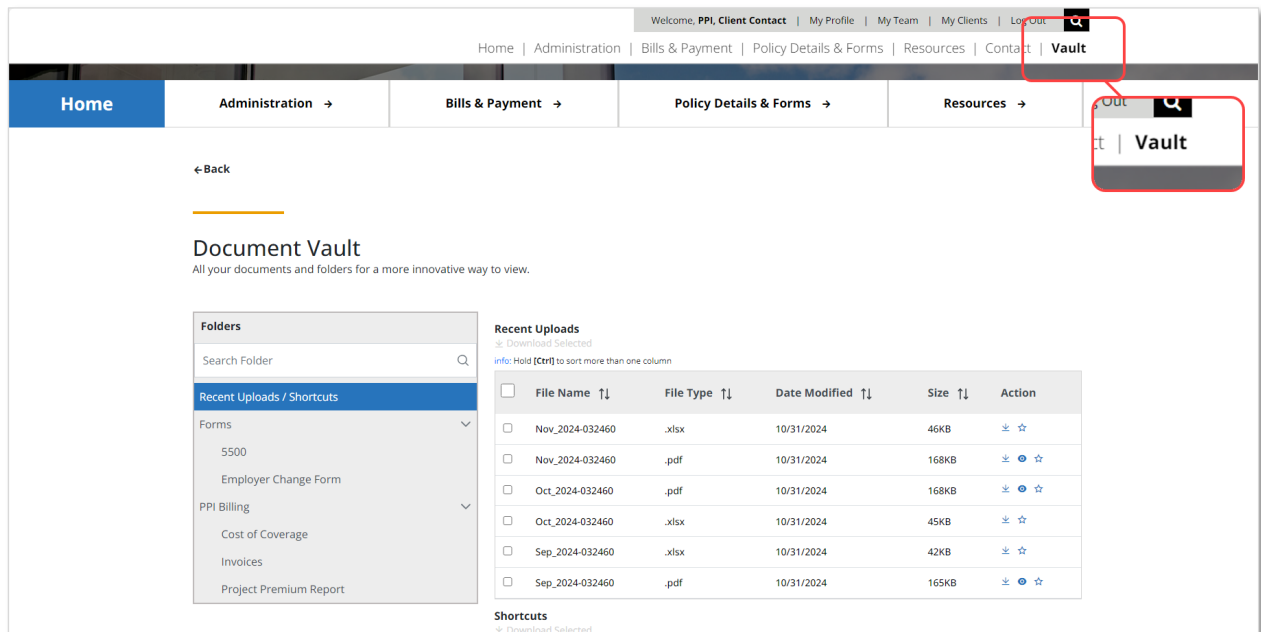 Welcome, PPI, Client Contact | My Profile | My Team | My Clients | Log Out
Home | Administration | Bills & Payment | Policy Details & Forms | Resources | Contact | Vault
Home Administration → Bills & Payment → Policy Details & Forms → Resources →
Out
| Vault
←Back
Document Vault
All your documents and folders for a more innovative way to view.
Folders
Search Folder
Recent Uploads / Shortcuts
Forms
5500
Employer Change Form
PPI Billing
Cost of Coverage
Invoices
Project Premium Report
Recent Uploads
Download Selected
info: Hold [Ctrl] to sort more than one column
File Name ↑↓ File Type ↑↓ Date Modified ↑↓ Size ↑↓ Action
Nov_2024-032460 .xlsx 10/31/2024 46KB
Nov_2024-032460 .pdf 10/31/2024 168KB
Oct_2024-032460 .pdf 10/31/2024 168KB
Oct_2024-032460 .xlsx 10/31/2024 45KB
Sep_2024-032460 .xlsx 10/31/2024 42KB
Sep_2024-032460 .pdf 10/31/2024 165KB
Shortcuts
Download Selected